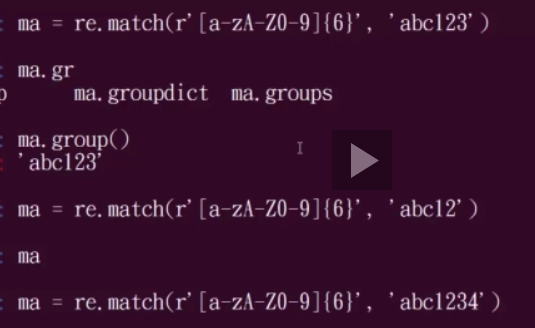 : ma = re.match(r'[a-zA-Z0-9]{6}', 'abc123')
: ma.gr
p ma.groupdict ma.groups
: ma.group()
: 'abc123'
: ma = re.match(r'[a-zA-Z0-9]{6}', 'abc12')
: ma
: ma = re.match(r'[a-zA-Z0-9]{6}', 'abc1234')